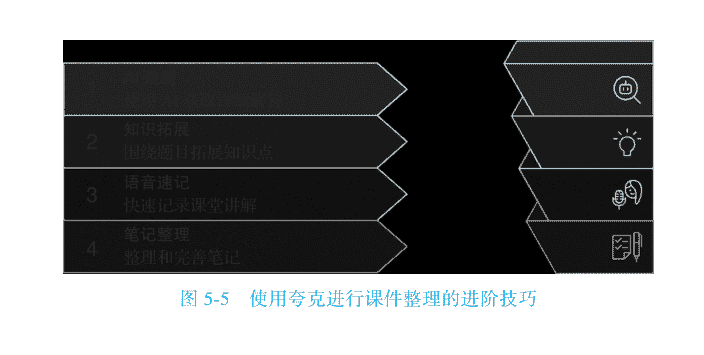 2
知识拓展
围绕题目拓展知识点
3
语音速记
快速记录课堂讲解
4
笔记整理
整理和完善笔记
图 5-5 使用夸克进行课件整理的进阶技巧